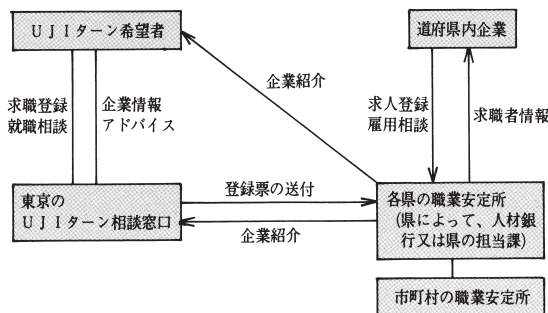 ＵＪＩターン希望者
道府県内企業
企業紹介
求職登録
就職相談
企業情報
アドバイス
求人登録
雇用相談
求職者情報
東京の
ＵＪＩターン相談窓口
登録票の送付
企業紹介
各県の職業安定所
（県によって、人材銀
行又は県の担当課）
市町村の職業安定所